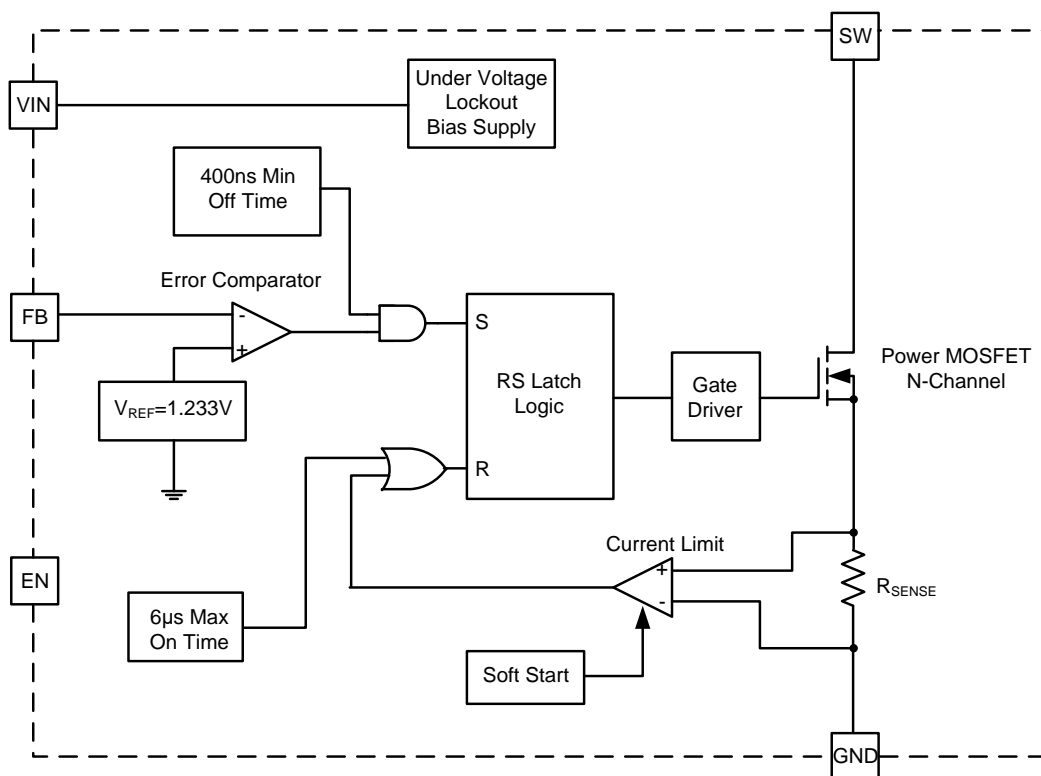 SW
VIN
Under Voltage
Lockout
Bias Supply
400ns Min
Off Time
Error Comparator
FB
-
+
S
RS Latch
Logic
R
Gate
Driver
Power MOSFET
N-Channel
VREF=1.233V
EN
Current Limit
+
-
RSENSE
6µs Max
On Time
Soft Start
GND